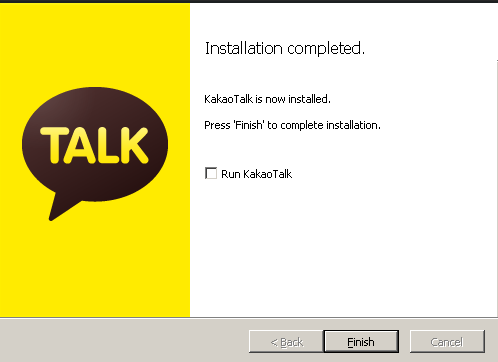 TALK
Installation completed.
KakaoTalk is now installed.
Press 'Finish' to complete installation.
Run KakaoTalk
< Back
Finish
Cancel